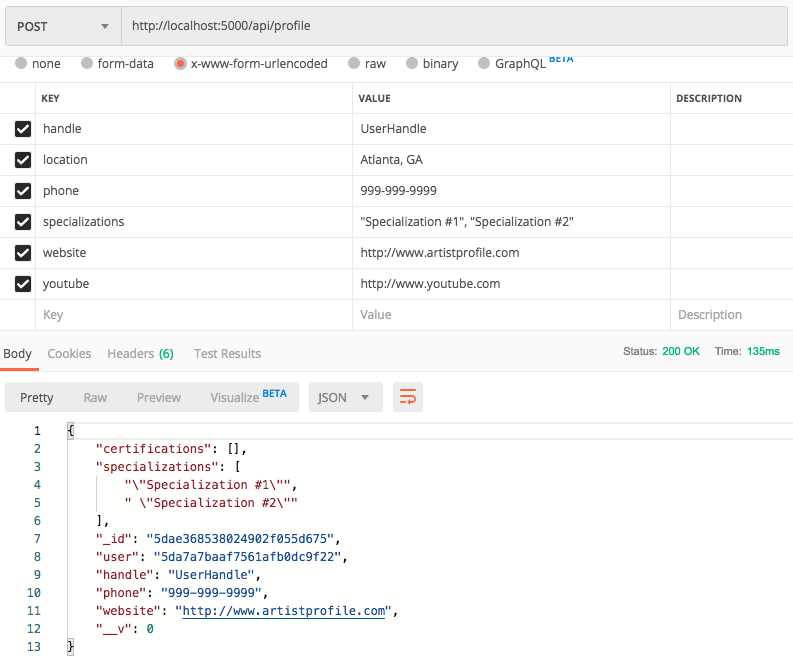 POST http://localhost:5000/api/profile
none form-data x-www-form-urlencoded raw binary GraphQL BETA
KEY VALUE DESCRIPTION
handle UserHandle
location Atlanta, GA
phone 999-999-9999
specializations "Specialization #1", "Specialization #2"
website http://www.artistprofile.com
youtube http://www.youtube.com
Key Value Description
Body Cookies Headers (6) Test Results Status: 200 OK Time: 135ms
Pretty Raw Preview Visualize BETA JSON
1 {
2 "certifications": [],
3 "specializations": [
4 "\"Specialization #1\"",
5 " \"Specialization #2\""
6 ],
7 "_id": "5dae368538024902f055d675",
8 "user": "5da7a7baaf7561afb0dc9f22",
9 "handle": "UserHandle",
10 "phone": "999-999-9999",
11 "website": "http://www.artistprofile.com",
12 "__v": 0
13 }